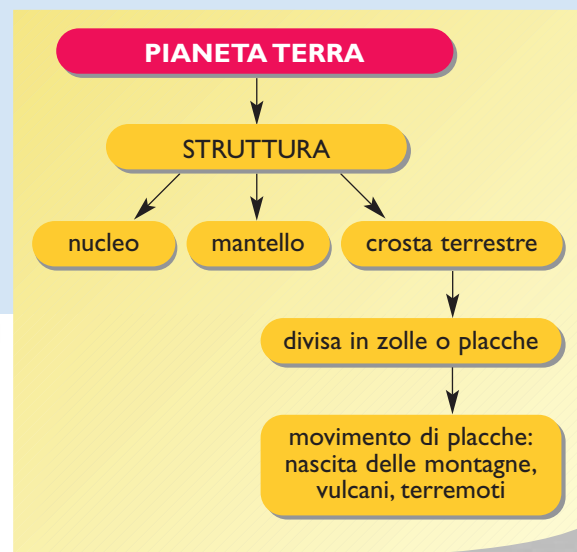 PIANETA TERRA
STRUTTURA
nucleo
mantello
crosta terrestre
divisa in zolle o placche
movimento di placche:
nascita delle montagne,
vulcani, terremoti